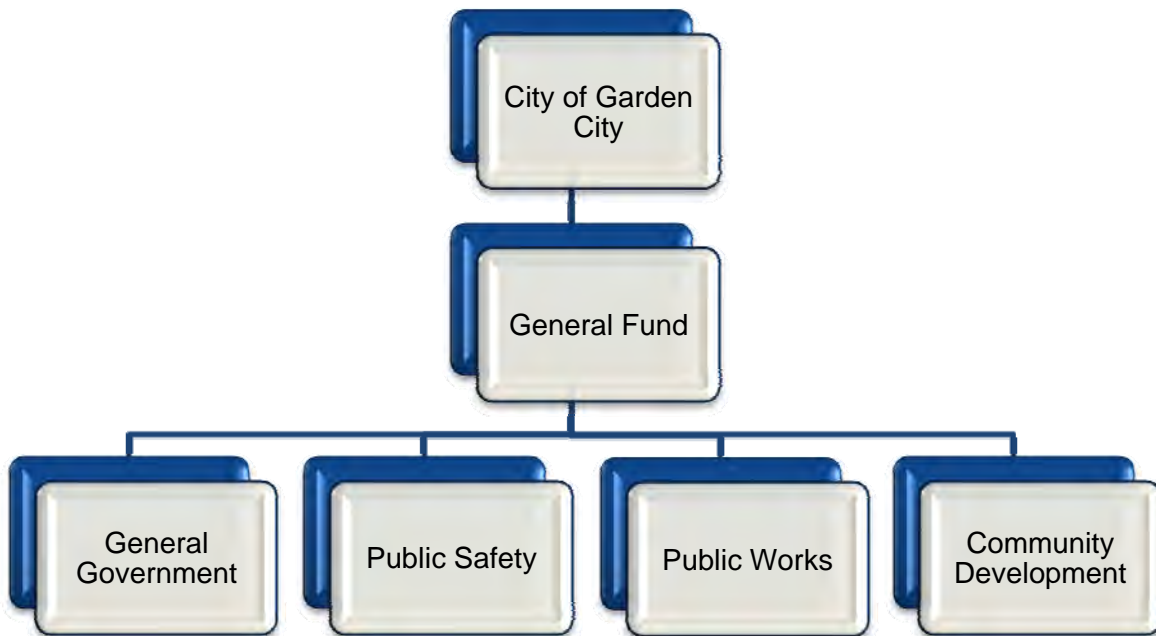 City of Garden
City
General Fund
General
Government
Public Safety
Public Works
Community
Development